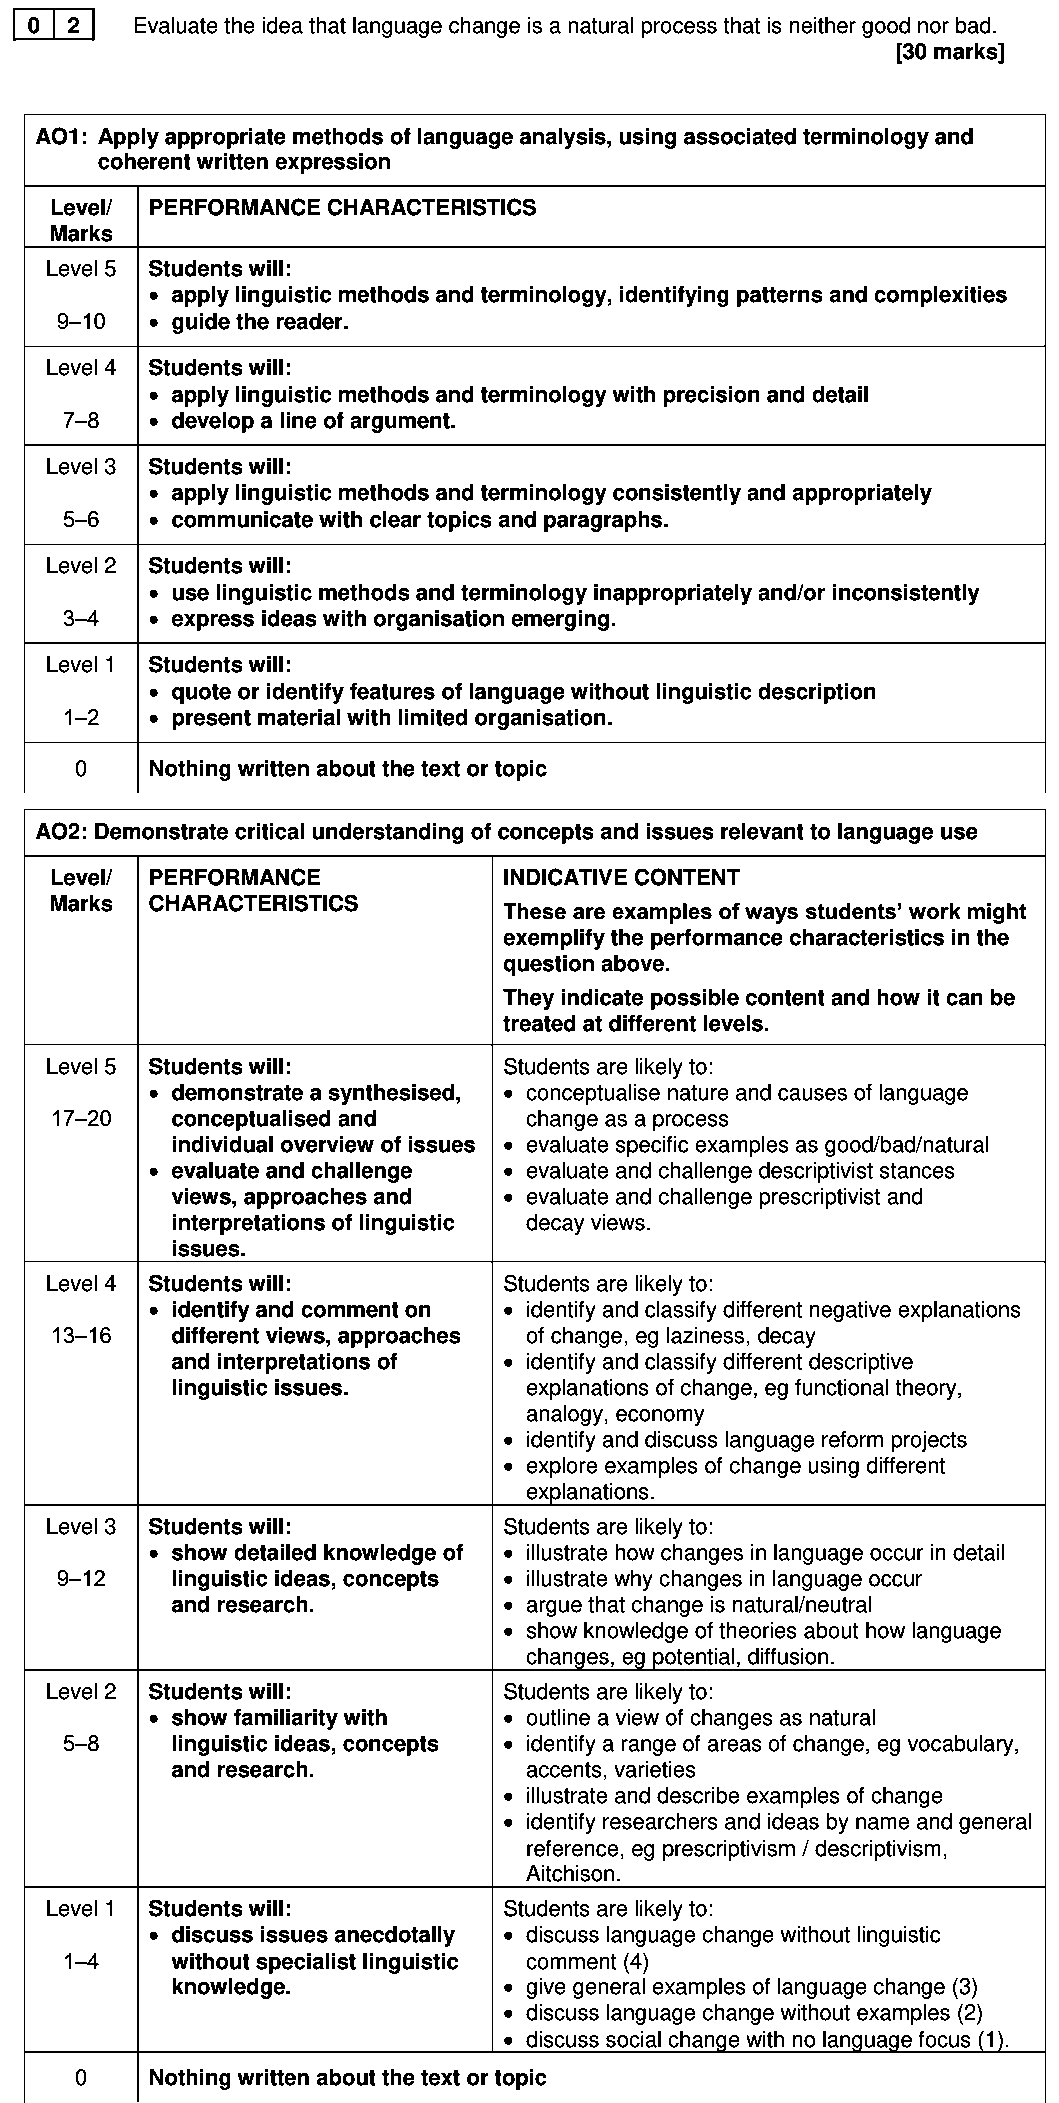 0 2 Evaluate the idea that language change is a natural process that is neither good nor bad.
[30 marks]
AO1: Apply appropriate methods of language analysis, using associated terminology and
coherent written expression
Level/
Marks
PERFORMANCE CHARACTERISTICS
Level 5
9–10
Students will:
• apply linguistic methods and terminology, identifying patterns and complexities
• guide the reader.
Level 4
7–8
Students will:
• apply linguistic methods and terminology with precision and detail
• develop a line of argument.
Level 3
5–6
Students will:
• apply linguistic methods and terminology consistently and appropriately
• communicate with clear topics and paragraphs.
Level 2
3–4
Students will:
• use linguistic methods and terminology inappropriately and/or inconsistently
• express ideas with organisation emerging.
Level 1
1–2
Students will:
• quote or identify features of language without linguistic description
• present material with limited organisation.
0
Nothing written about the text or topic
AO2: Demonstrate critical understanding of concepts and issues relevant to language use
Level/
Marks
PERFORMANCE
CHARACTERISTICS
INDICATIVE CONTENT
These are examples of ways students' work might
exemplify the performance characteristics in the
question above.
They indicate possible content and how it can be
treated at different levels.
Level 5
17–20
Students will:
• demonstrate a synthesised,
conceptualised and
individual overview of issues
• evaluate and challenge
views, approaches and
interpretations of linguistic
issues.
Students are likely to:
• conceptualise nature and causes of language
change as a process
• evaluate specific examples as good/bad/natural
• evaluate and challenge descriptivist stances
• evaluate and challenge prescriptivist and
decay views.
Level 4
13–16
Students will:
• identify and comment on
different views, approaches
and interpretations of
linguistic issues.
Students are likely to:
• identify and classify different negative explanations
of change, eg laziness, decay
• identify and classify different descriptive
explanations of change, eg functional theory,
analogy, economy
• identify and discuss language reform projects
• explore examples of change using different
explanations.
Level 3
9–12
Students will:
• show detailed knowledge of
linguistic ideas, concepts
and research.
Students are likely to:
• illustrate how changes in language occur in detail
• illustrate why changes in language occur
• argue that change is natural/neutral
• show knowledge of theories about how language
changes, eg potential, diffusion.
Level 2
5–8
Students will:
• show familiarity with
linguistic ideas, concepts
and research.
Students are likely to:
• outline a view of changes as natural
• identify a range of areas of change, eg vocabulary,
accents, varieties
• illustrate and describe examples of change
• identify researchers and ideas by name and general
reference, eg prescriptivism / descriptivism,
Aitchison.
Level 1
1–4
Students will:
• discuss issues anecdotally
without specialist linguistic
knowledge.
Students are likely to:
• discuss language change without linguistic
comment (4)
• give general examples of language change (3)
• discuss language change without examples (2)
• discuss social change with no language focus (1).
0
Nothing written about the text or topic